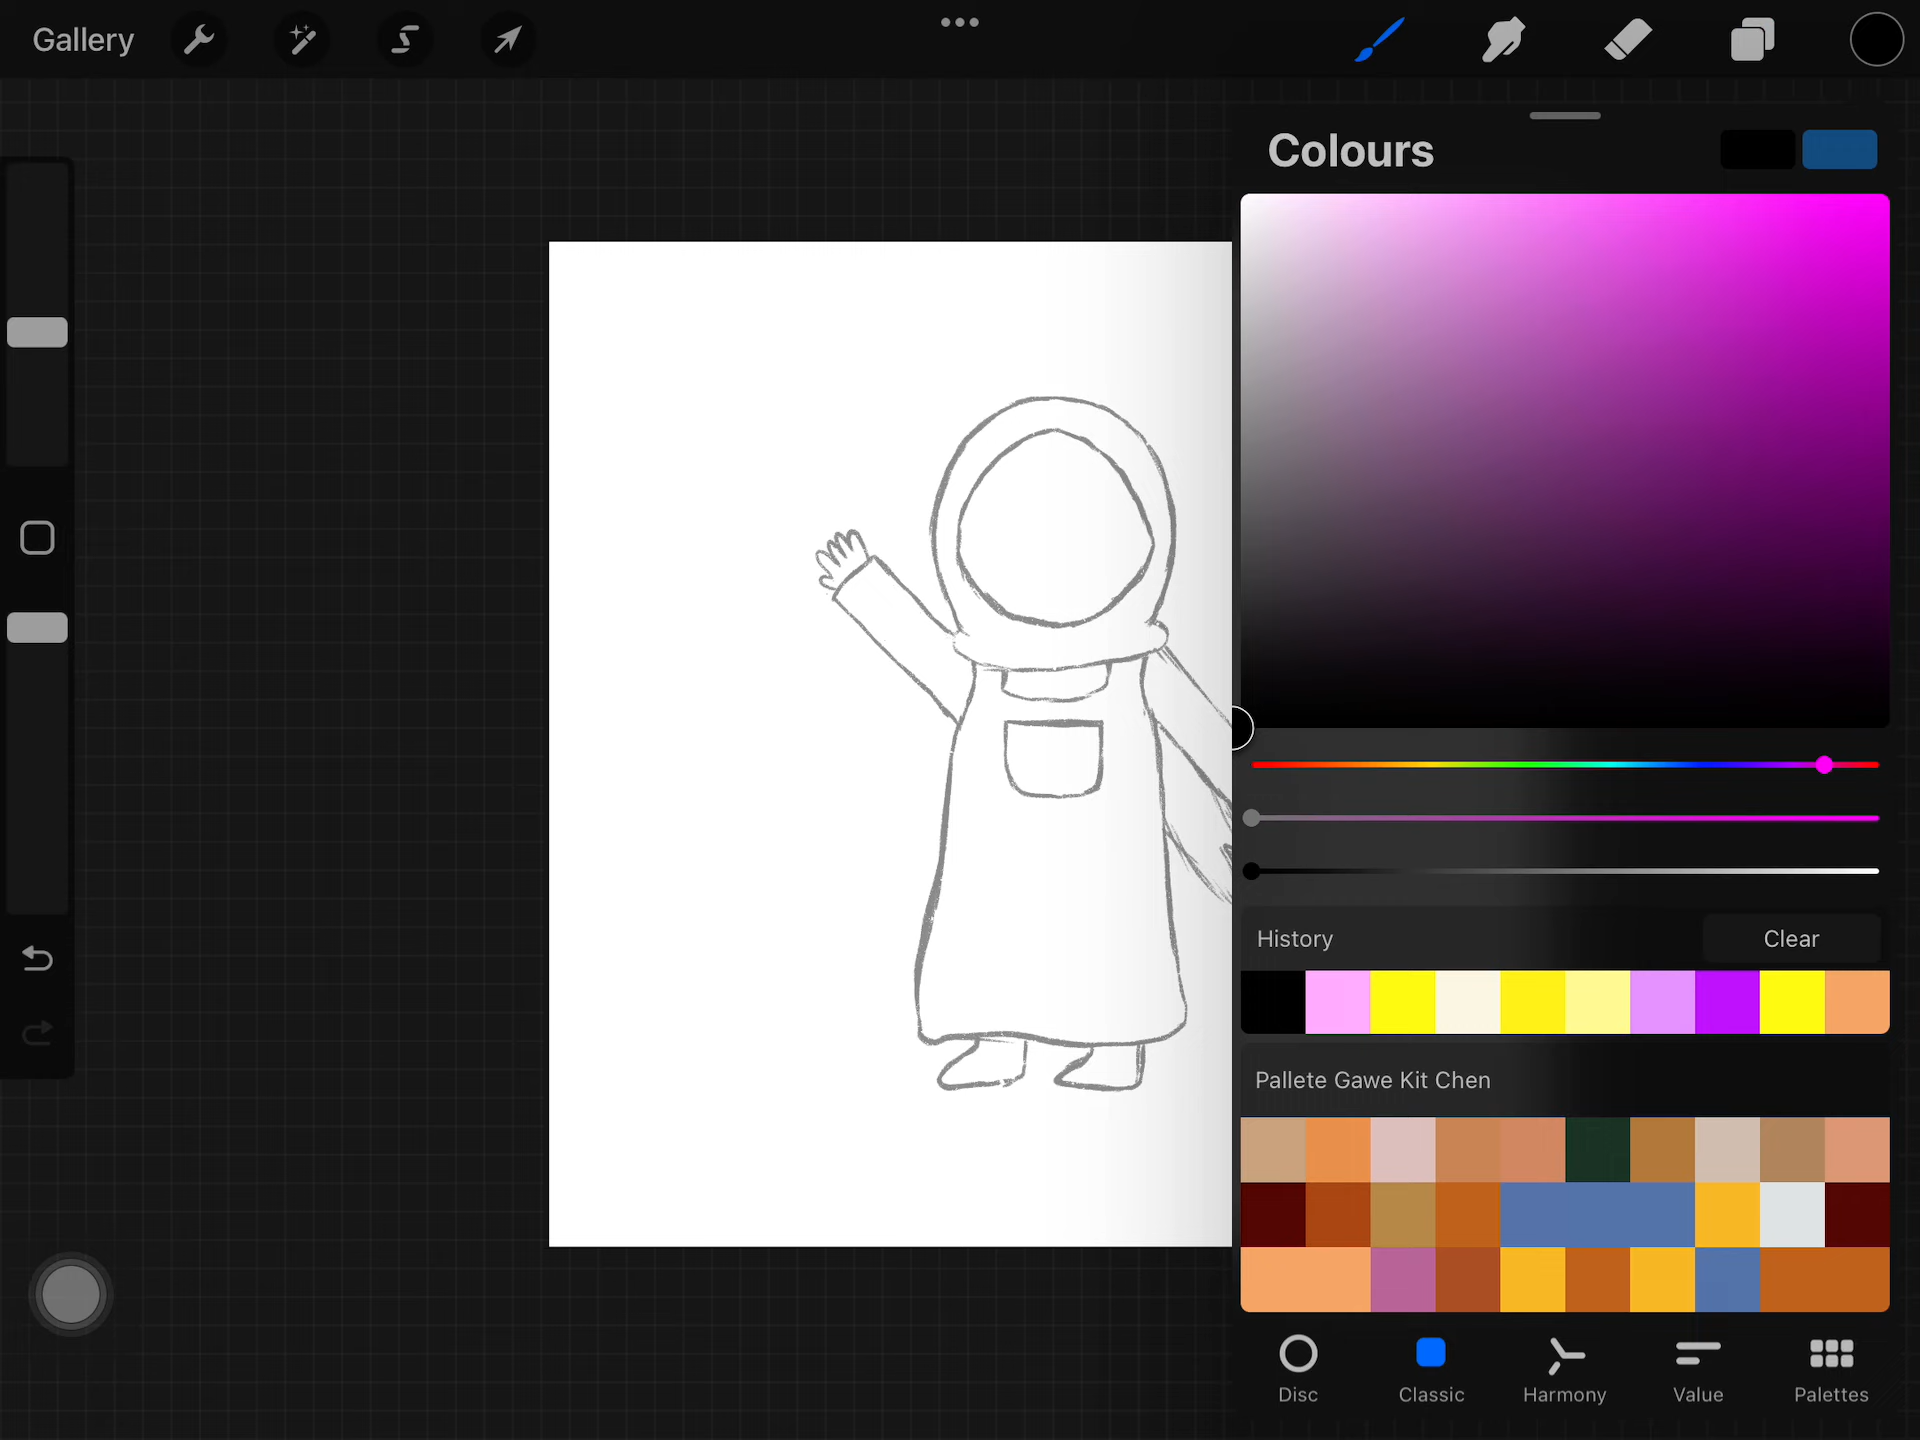 Gallery
Colours
History
Clear
Pallete Gawe Kit Chen
Disc
Classic
Harmony
Value
Palettes